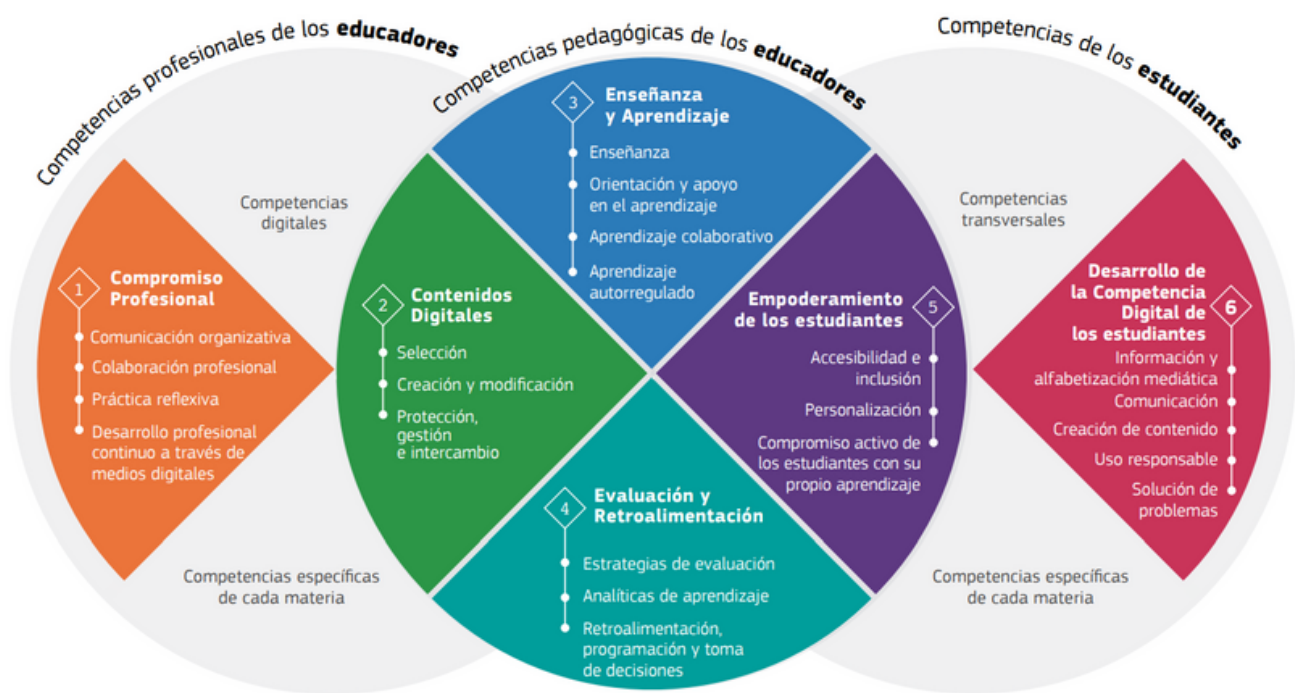 Competencias profesionales de los educadores
Competencias pedagógicas de los educadores
Competencias de los estudiantes
Competencias
digitales
Competencias
transversales
Competencias específicas
de cada materia
Competencias específicas
de cada materia
1
Compromiso
Profesional
Comunicación organizativa
Colaboración profesional
Práctica reflexiva
Desarrollo profesional
continuo a través de
medios digitales
2
Contenidos
Digitales
Selección
Creación y modificación
Protección,
gestión
e intercambio
3
Enseñanza
y Aprendizaje
Enseñanza
Orientación y apoyo
en el aprendizaje
Aprendizaje colaborativo
Aprendizaje
autorregulado
4
Evaluación y
Retroalimentación
Estrategias de evaluación
Analíticas de aprendizaje
Retroalimentación,
programación y toma
de decisiones
5
Empoderamiento
de los estudiantes
Accesibilidad e
inclusión
Personalización
Compromiso activo de
los estudiantes con su
propio aprendizaje
6
Desarrollo de
la Competencia
Digital de
los estudiantes
Información y
alfabetización mediática
Comunicación
Creación de contenido
Uso responsable
Solución de
problemas